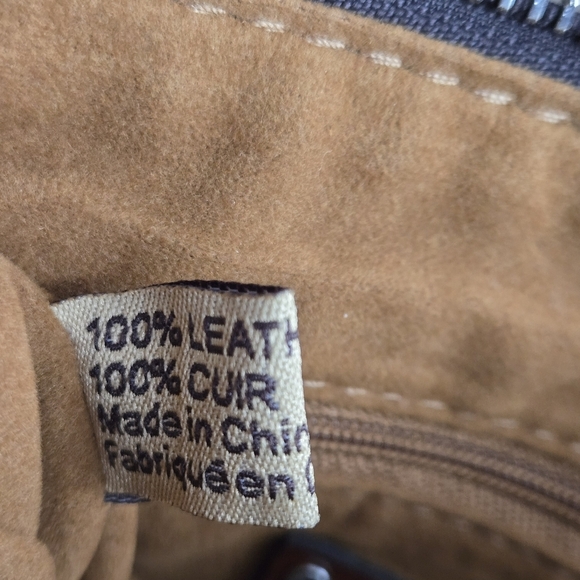 100% LEATH
100% CUIR
Made in Chin
Fabriqué en C